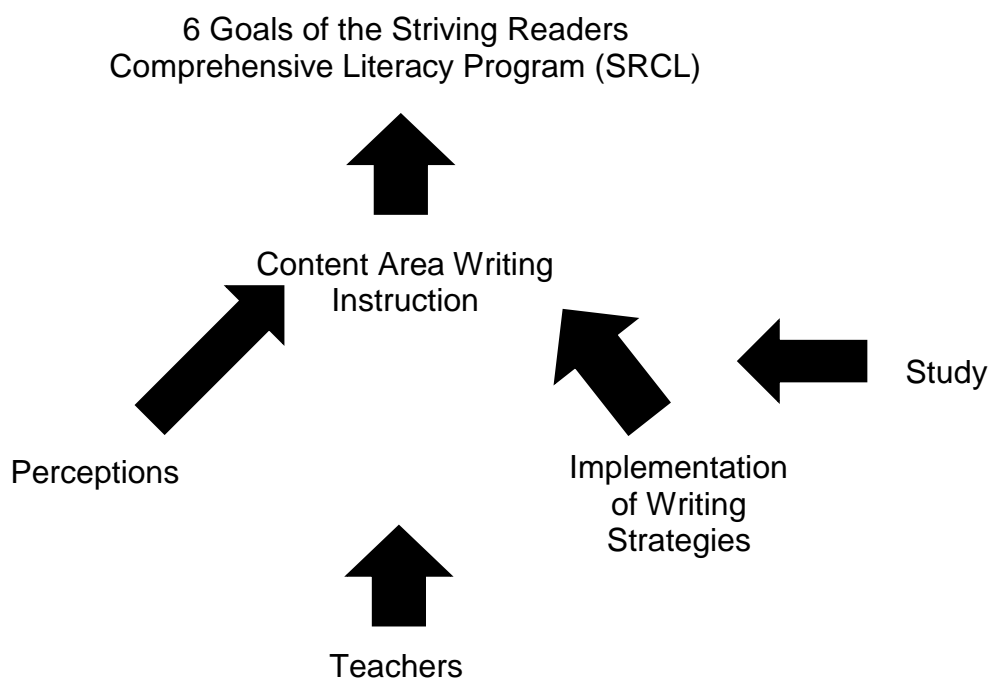 6 Goals of the Striving Readers
Comprehensive Literacy Program (SRCL)
Content Area Writing
Instruction
Study
Perceptions
Implementation
of Writing
Strategies
Teachers